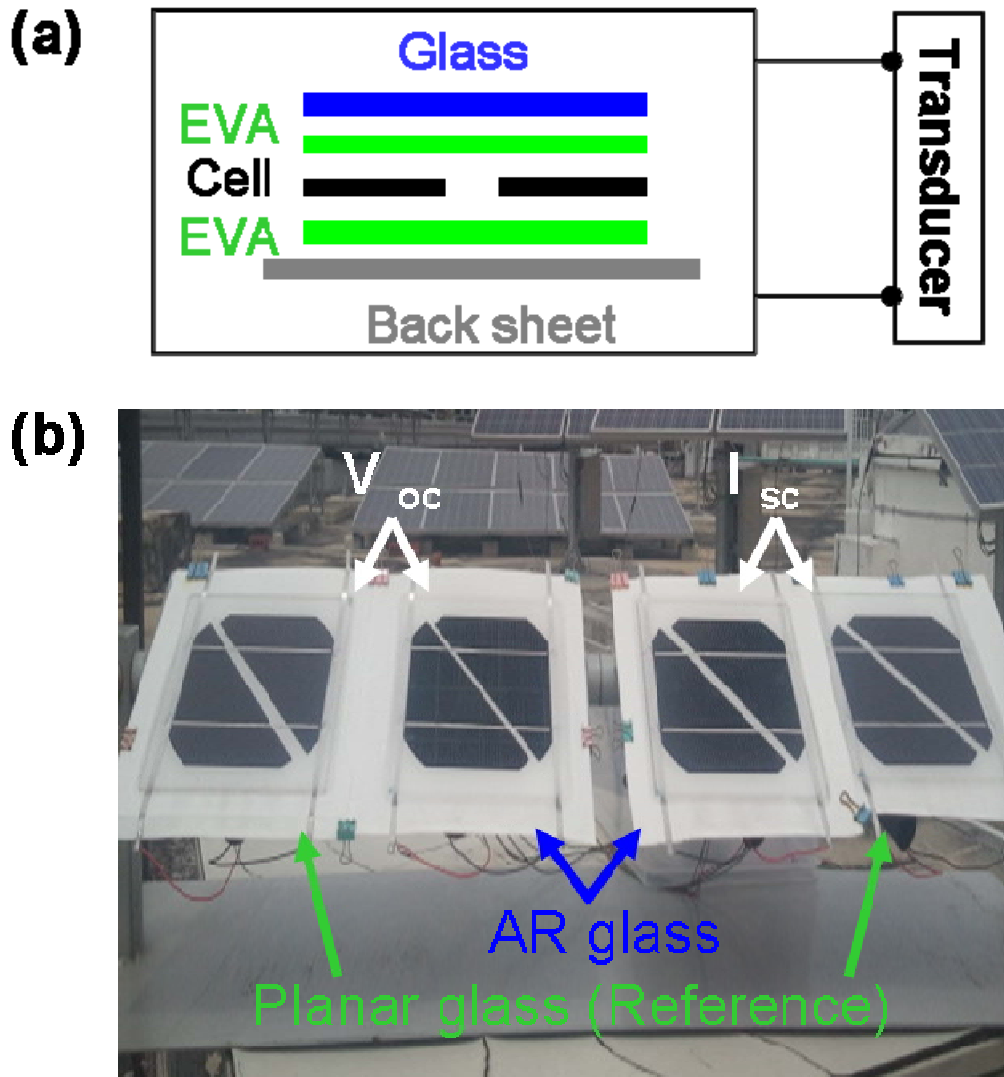 (a)
Glass
EVA
Cell
EVA
Back sheet
Transducer
(b)
V oc
I sc
AR glass
Planar glass (Reference)